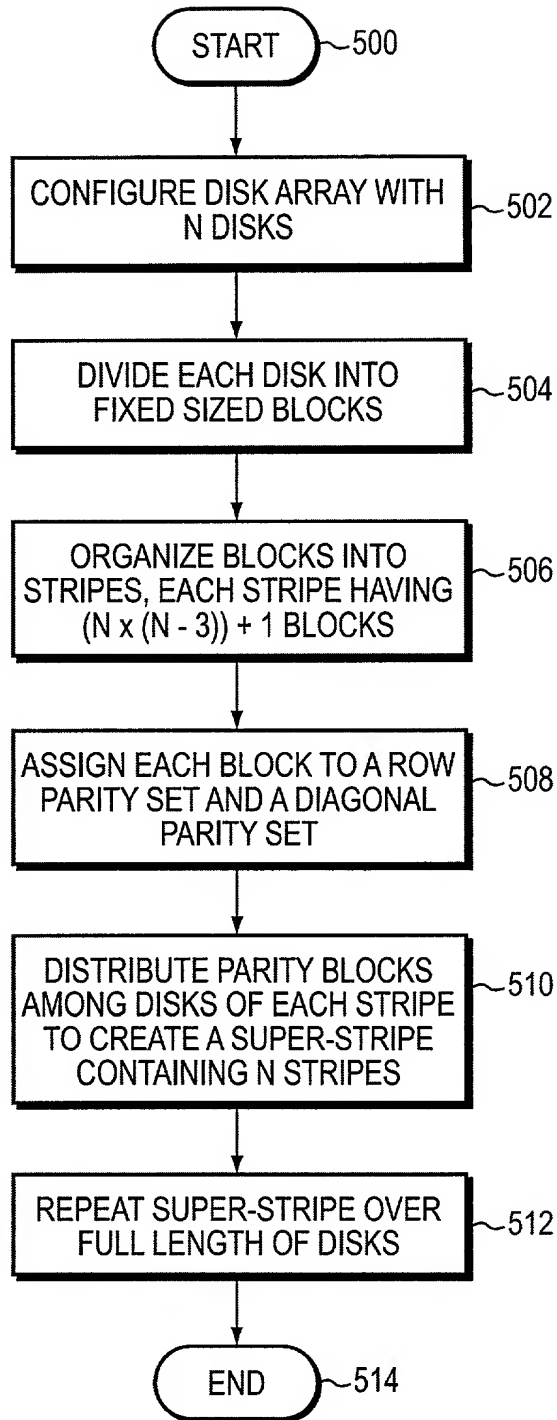 START
500
CONFIGURE DISK ARRAY WITH
N DISKS
502
DIVIDE EACH DISK INTO
FIXED SIZED BLOCKS
504
ORGANIZE BLOCKS INTO
STRIPES, EACH STRIPE HAVING
(N x (N - 3)) + 1 BLOCKS
506
ASSIGN EACH BLOCK TO A ROW
PARITY SET AND A DIAGONAL
PARITY SET
508
DISTRIBUTE PARITY BLOCKS
AMONG DISKS OF EACH STRIPE
TO CREATE A SUPER-STRIPE
CONTAINING N STRIPES
510
REPEAT SUPER-STRIPE OVER
FULL LENGTH OF DISKS
512
END
514